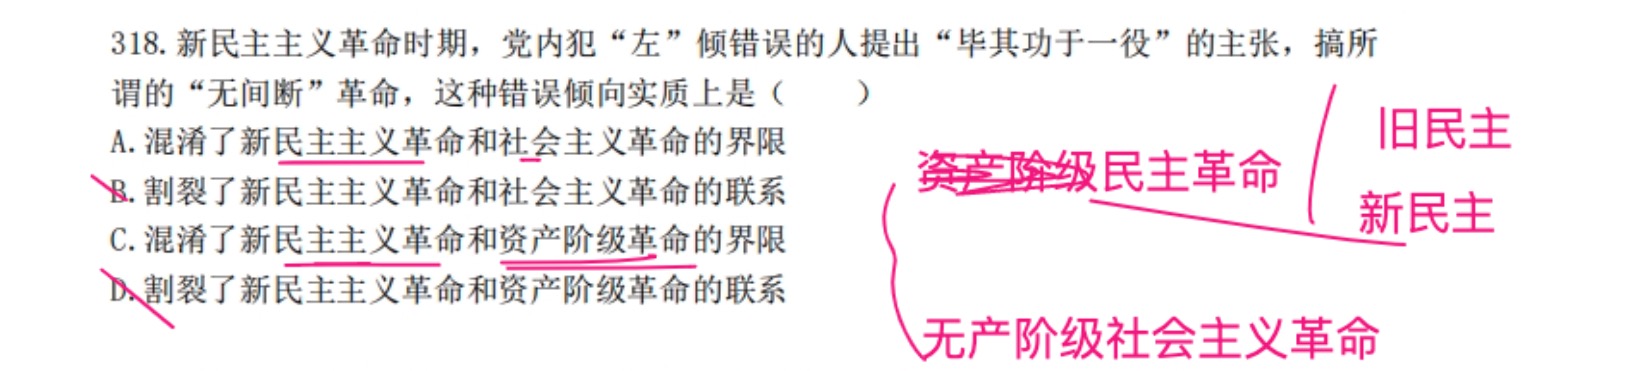 318. 新民主主义革命时期，党内犯“左”倾错误的人提出“毕其功于一役”的主张，搞所
谓的“无间断”革命，这种错误倾向实质上是（　　）
A. 混淆了新民主主义革命和社会主义革命的界限
B. 割裂了新民主主义革命和社会主义革命的联系
C. 混淆了新民主主义革命和资产阶级革命的界限
D. 割裂了新民主主义革命和资产阶级革命的联系
旧民主
资产阶级民主革命
新民主
无产阶级社会主义革命